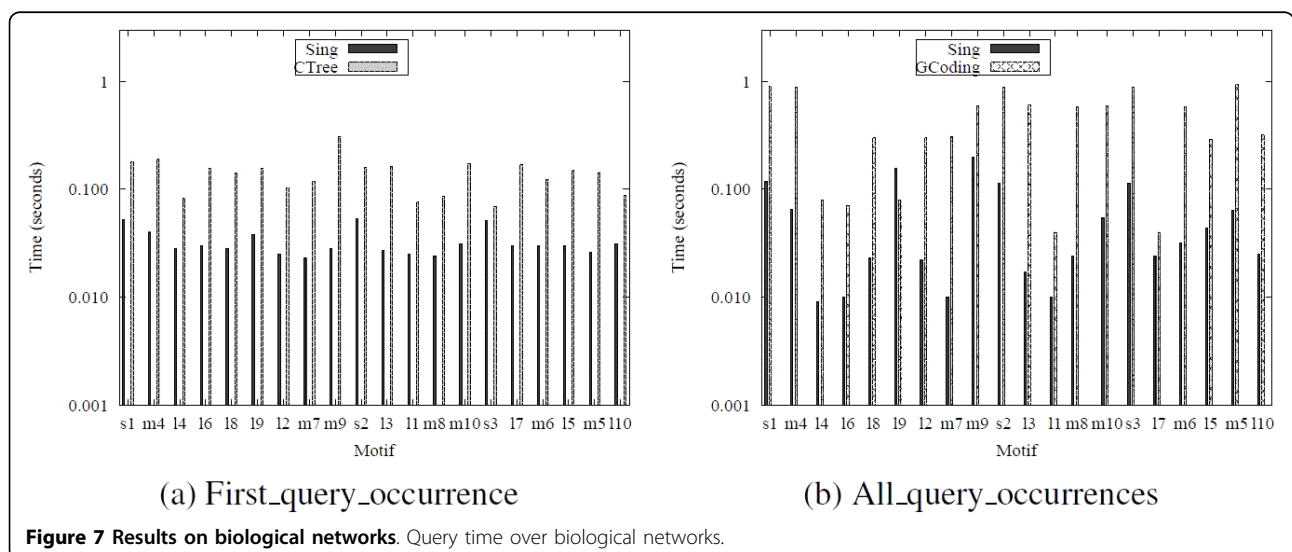 Sing
CTree
1
0.100
0.010
0.001
Time (seconds)
s1 m4 l4 l6 l8 l9 l2 m7 m9 s2 l3 l1 m8 m10 s3 l7 m6 l5 m5 l10
Motif
(a) First_query_occurrence
Sing
GCoding
1
0.100
0.010
0.001
Time (seconds)
s1 m4 l4 l6 l8 l9 l2 m7 m9 s2 l3 l1 m8 m10 s3 l7 m6 l5 m5 l10
Motif
(b) All_query_occurrences
Figure 7 Results on biological networks. Query time over biological networks.